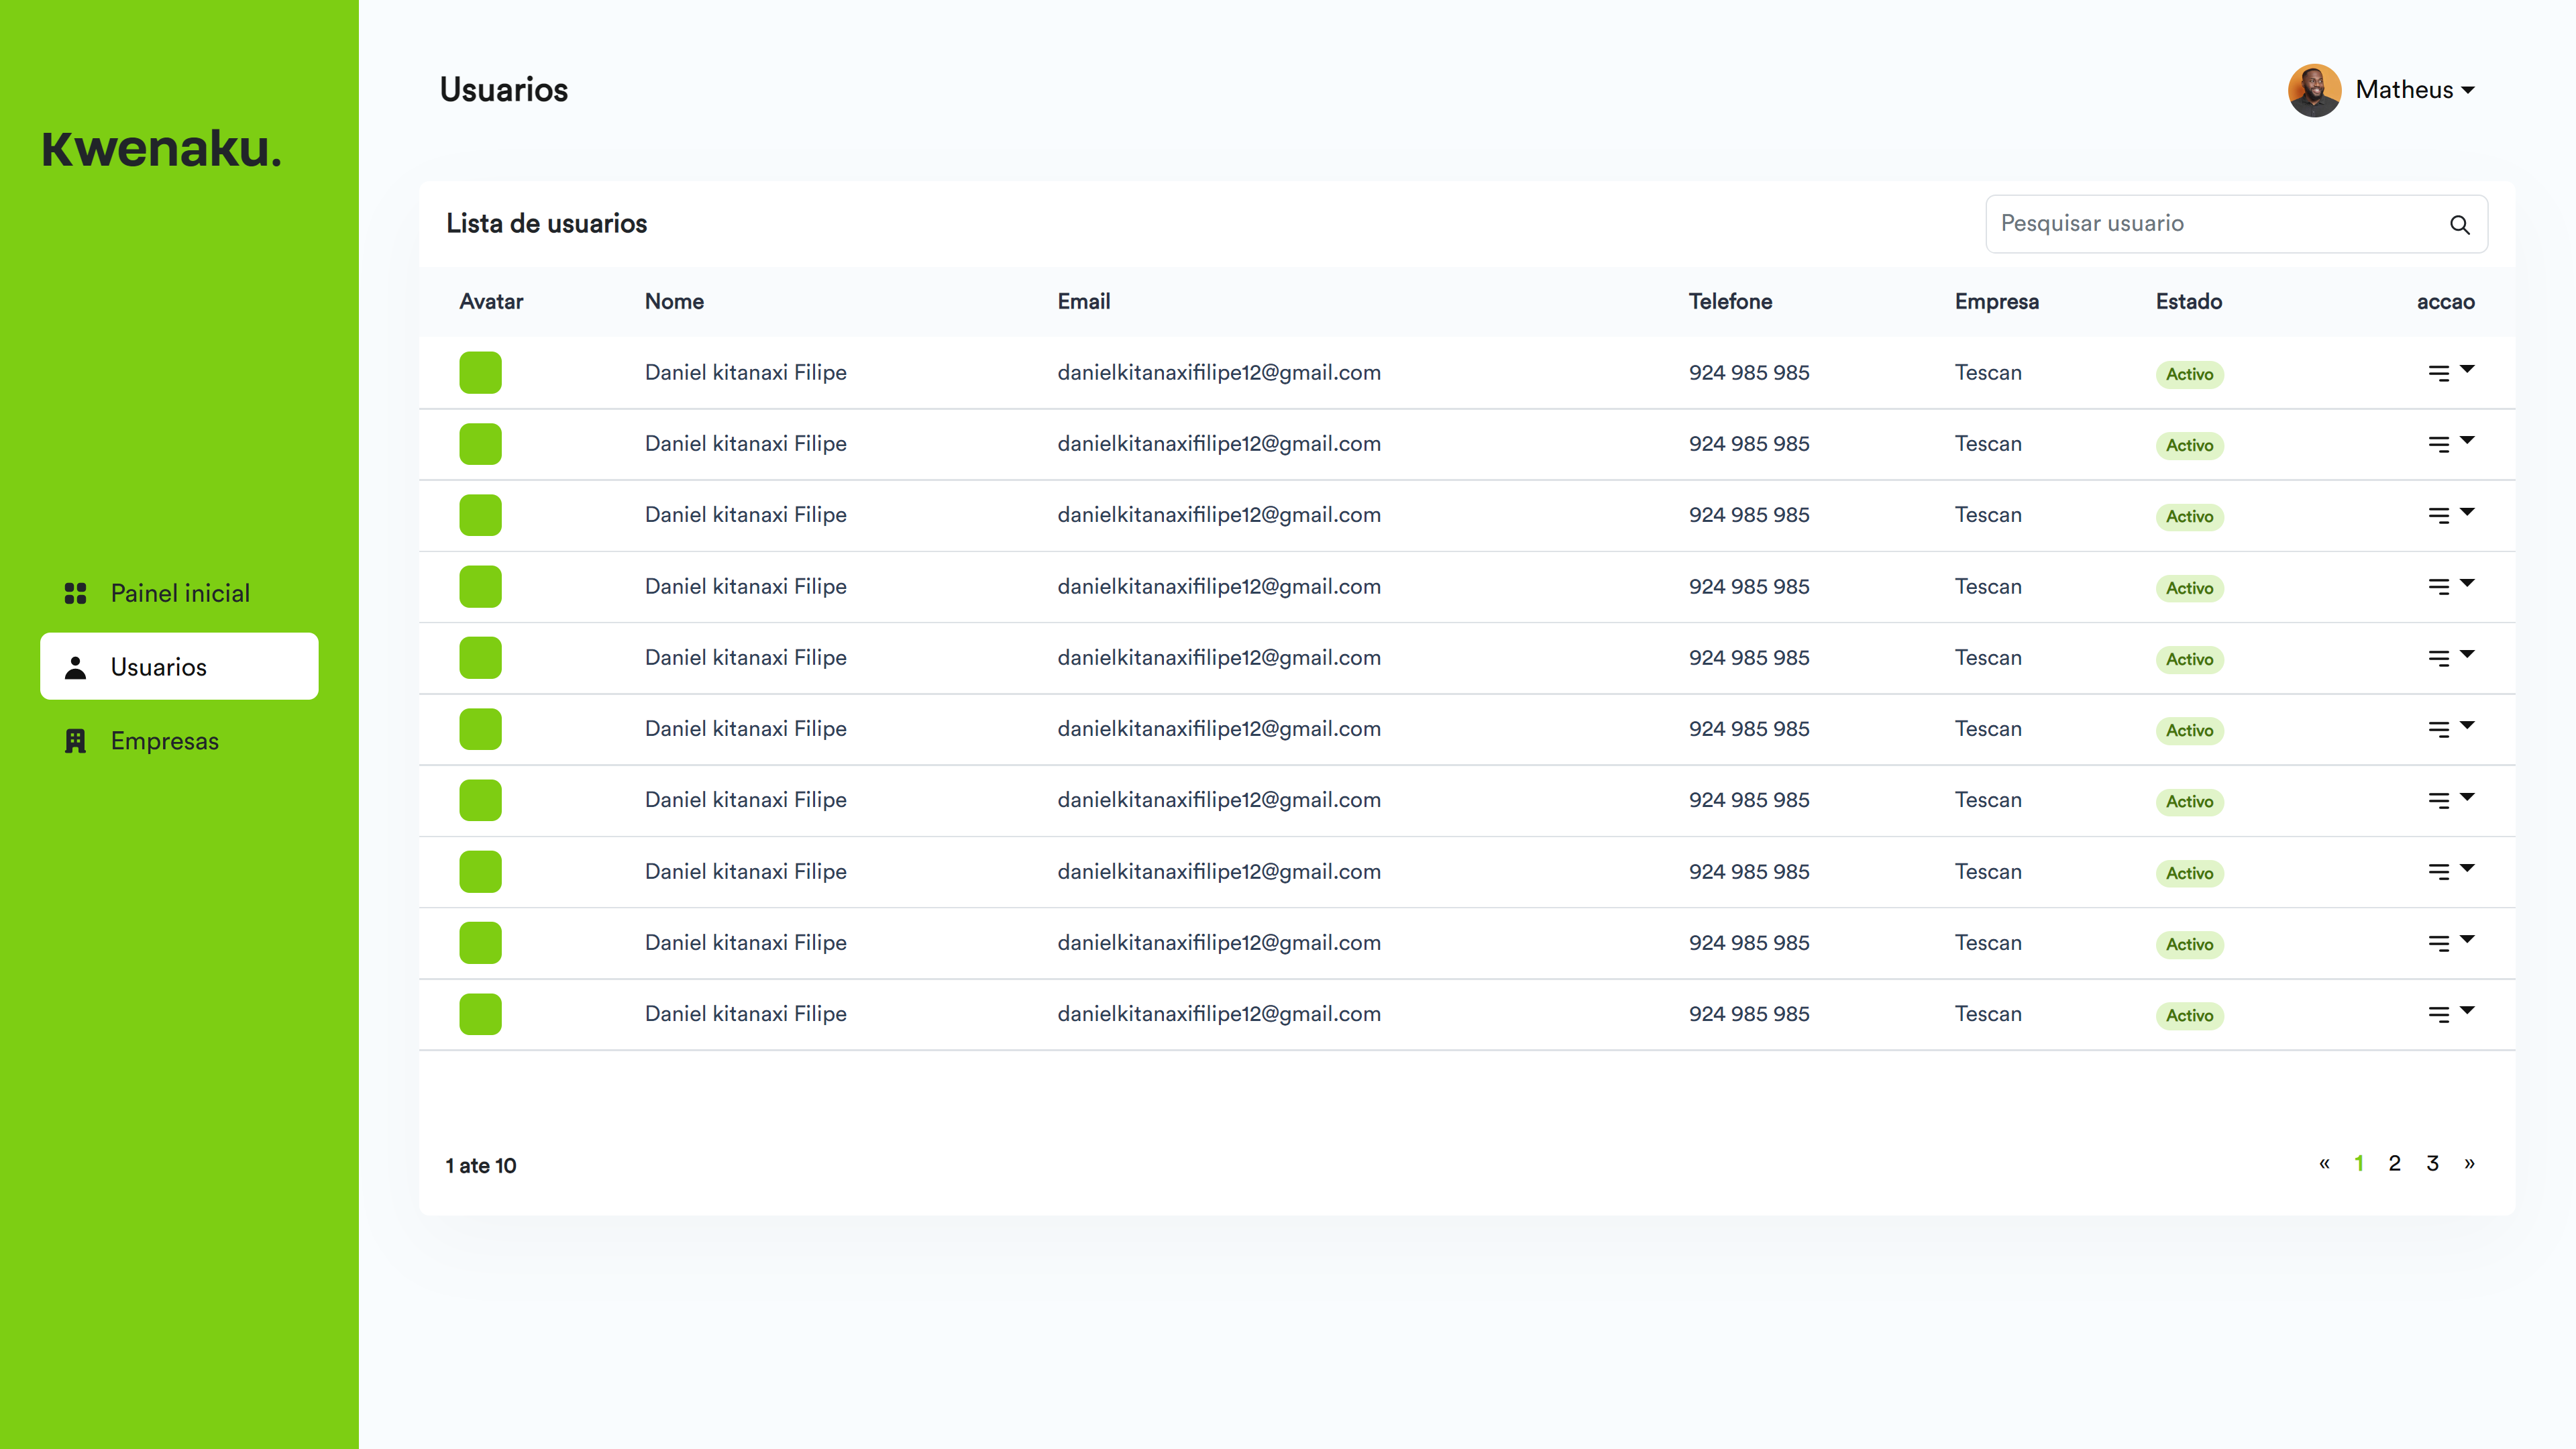 Kwenaku.
Painel inicial
Usuarios
Empresas
Usuarios
Matheus
Lista de usuarios
Pesquisar usuario
Avatar Nome Email Telefone Empresa Estado accao
Daniel kitanaxi Filipe danielkitanaxifilipe12@gmail.com 924 985 985 Tescan Activo
Daniel kitanaxi Filipe danielkitanaxifilipe12@gmail.com 924 985 985 Tescan Activo
Daniel kitanaxi Filipe danielkitanaxifilipe12@gmail.com 924 985 985 Tescan Activo
Daniel kitanaxi Filipe danielkitanaxifilipe12@gmail.com 924 985 985 Tescan Activo
Daniel kitanaxi Filipe danielkitanaxifilipe12@gmail.com 924 985 985 Tescan Activo
Daniel kitanaxi Filipe danielkitanaxifilipe12@gmail.com 924 985 985 Tescan Activo
Daniel kitanaxi Filipe danielkitanaxifilipe12@gmail.com 924 985 985 Tescan Activo
Daniel kitanaxi Filipe danielkitanaxifilipe12@gmail.com 924 985 985 Tescan Activo
Daniel kitanaxi Filipe danielkitanaxifilipe12@gmail.com 924 985 985 Tescan Activo
Daniel kitanaxi Filipe danielkitanaxifilipe12@gmail.com 924 985 985 Tescan Activo
1 ate 10
« 1 2 3 »